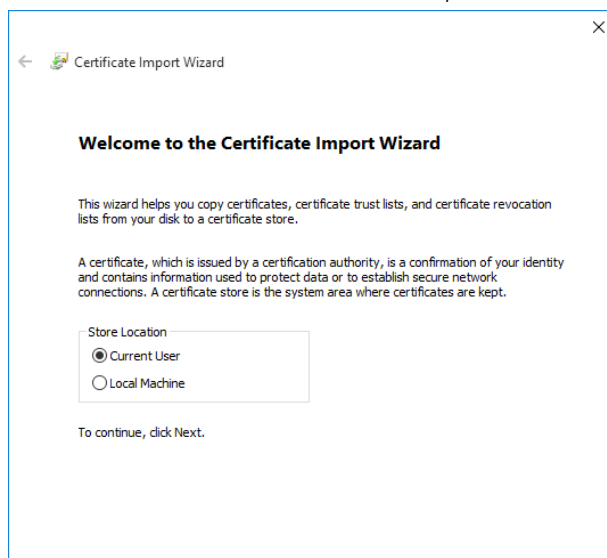 Certificate Import Wizard
Welcome to the Certificate Import Wizard
This wizard helps you copy certificates, certificate trust lists, and certificate revocation
lists from your disk to a certificate store.
A certificate, which is issued by a certification authority, is a confirmation of your identity
and contains information used to protect data or to establish secure network
connections. A certificate store is the system area where certificates are kept.
Store Location
Current User
Local Machine
To continue, click Next.